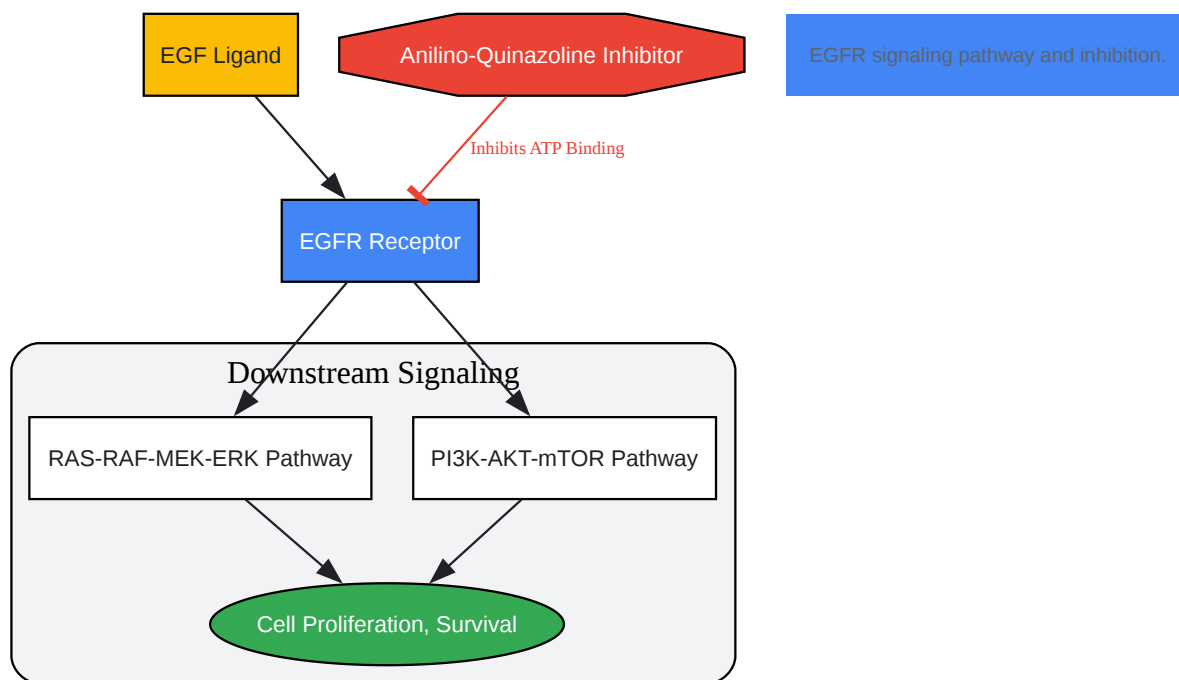 EGF Ligand
Anilino-Quinazoline Inhibitor
EGFR signaling pathway and inhibition.
Inhibits ATP Binding
EGFR Receptor
Downstream Signaling
RAS-RAF-MEK-ERK Pathway
PI3K-AKT-mTOR Pathway
Cell Proliferation, Survival